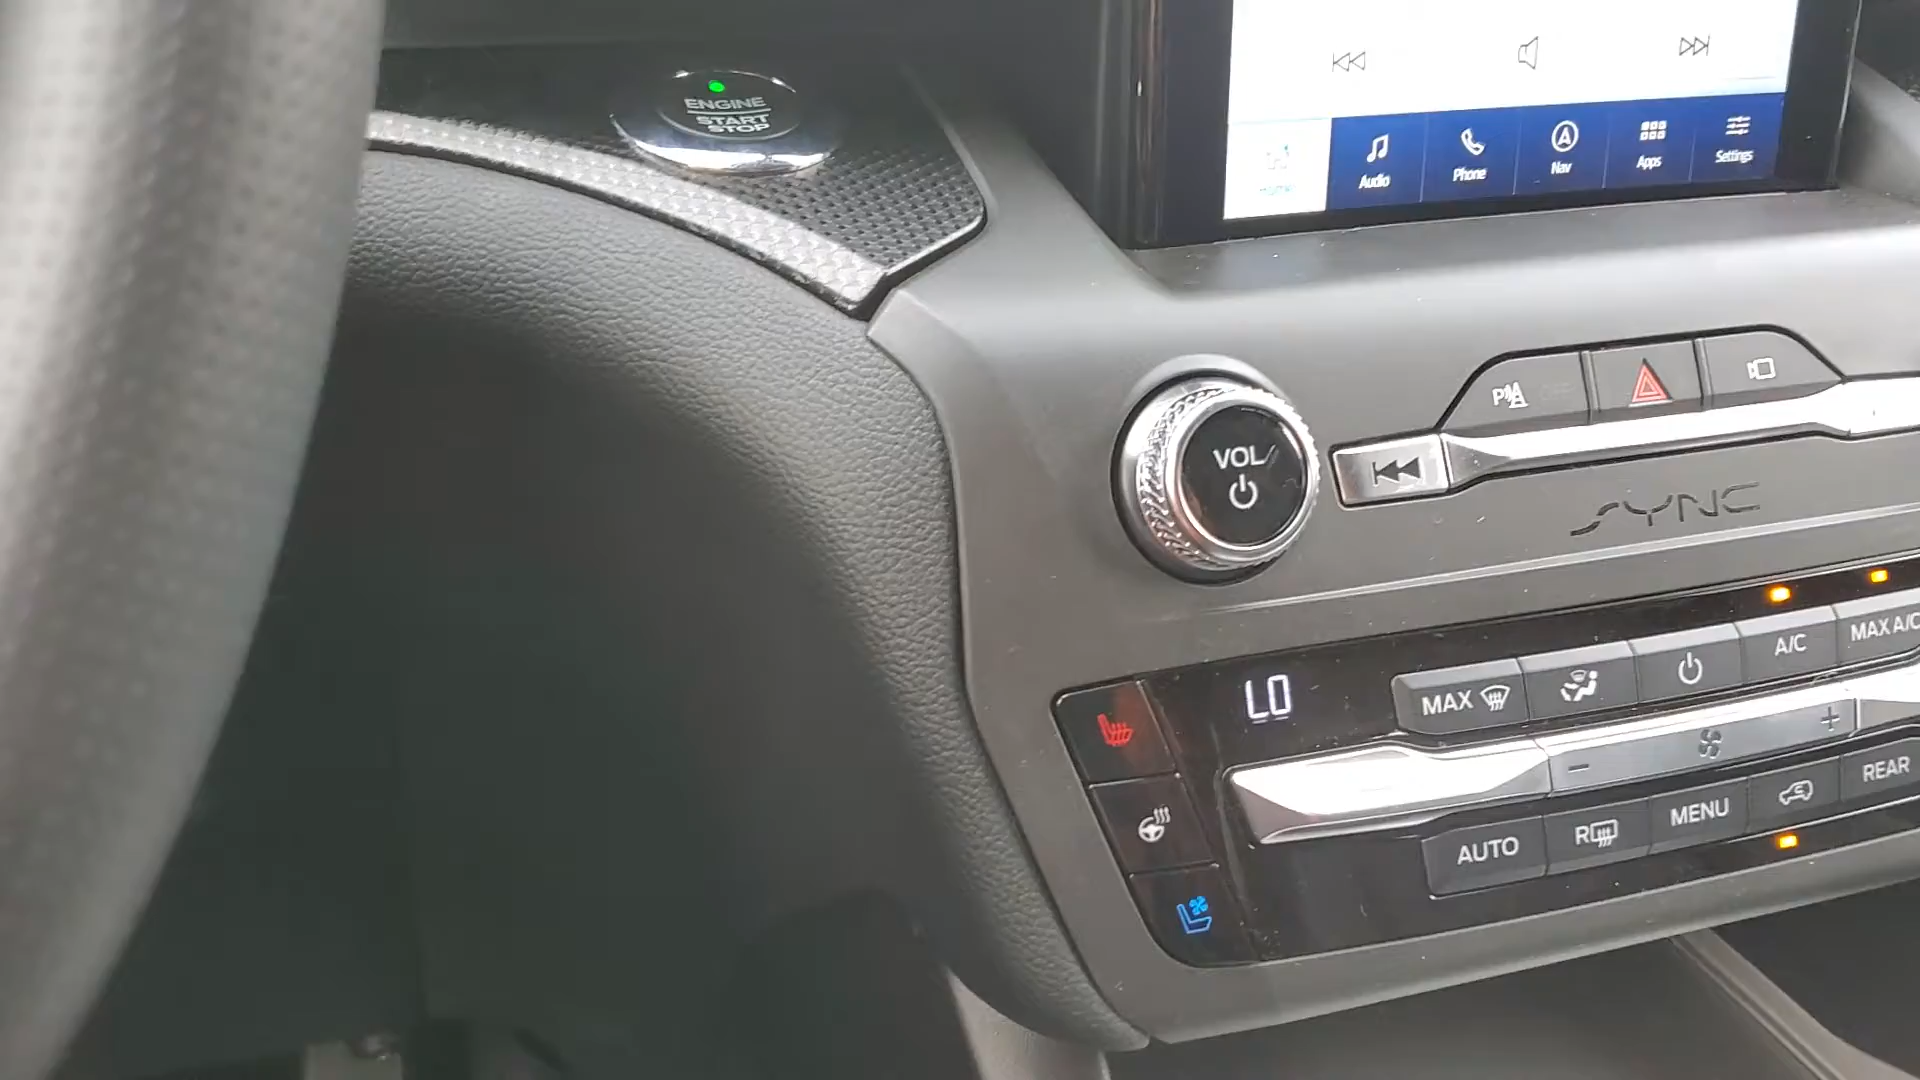 ENGINE
START
STOP
Audio
Phone
Nav
Apps
Settings
VOL
SYNC
LO
MAX
A/C
MAX A/C
AUTO
R
MENU
REAR